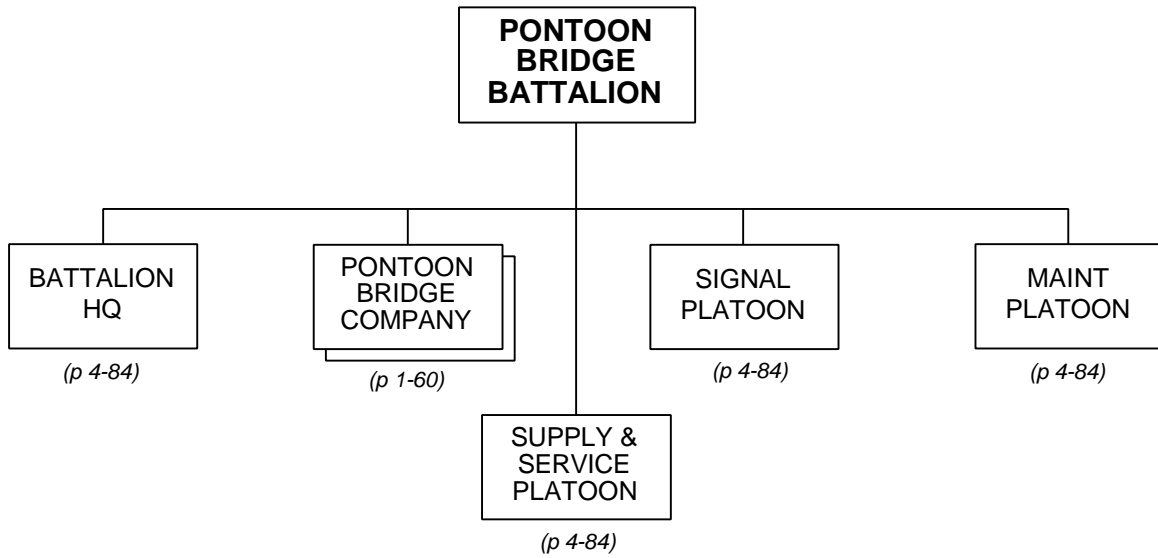 PONTOON
BRIDGE
BATTALION
BATTALION
HQ
(p 4-84)
PONTOON
BRIDGE
COMPANY
(p 1-60)
SIGNAL
PLATOON
(p 4-84)
MAINT
PLATOON
(p 4-84)
SUPPLY &
SERVICE
PLATOON
(p 4-84)